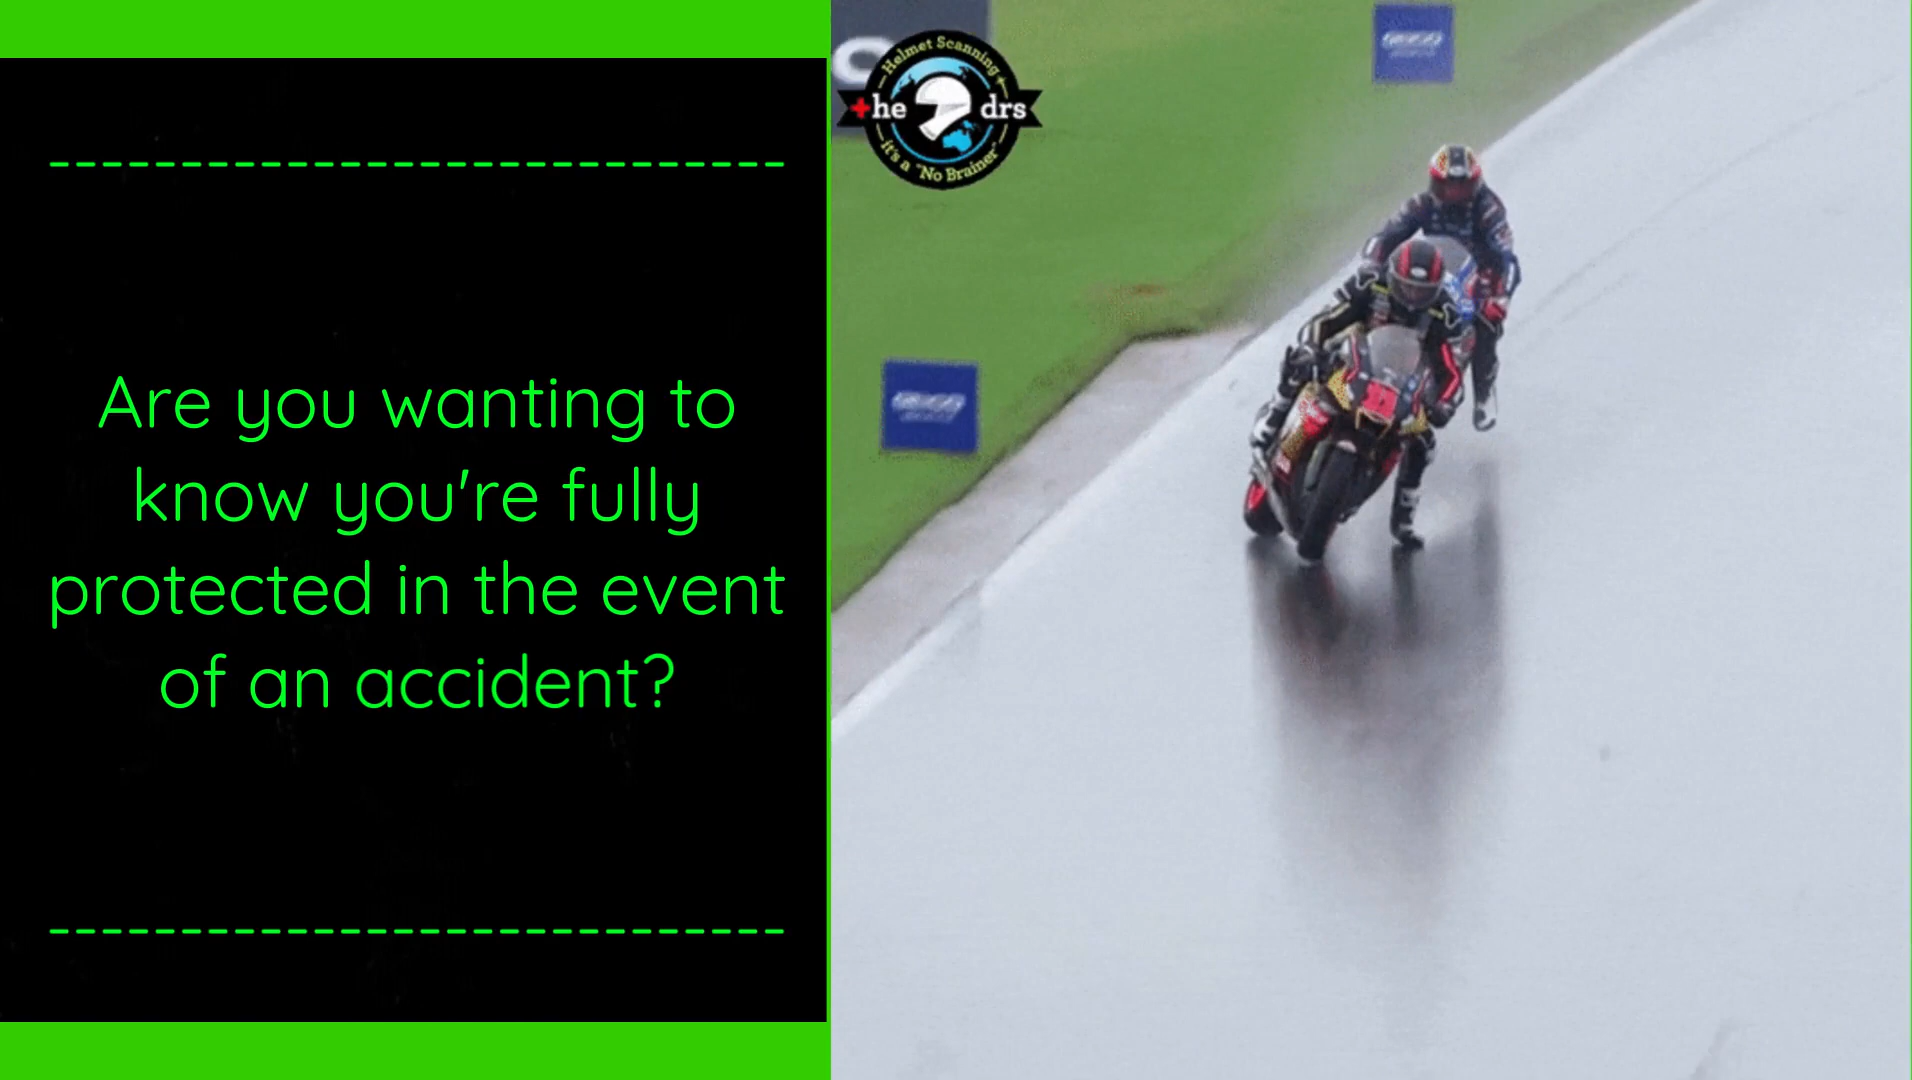 Are you wanting to
know you're fully
protected in the event
of an accident?
Helmet Scanning
+he drs
it's a "No Brainer"